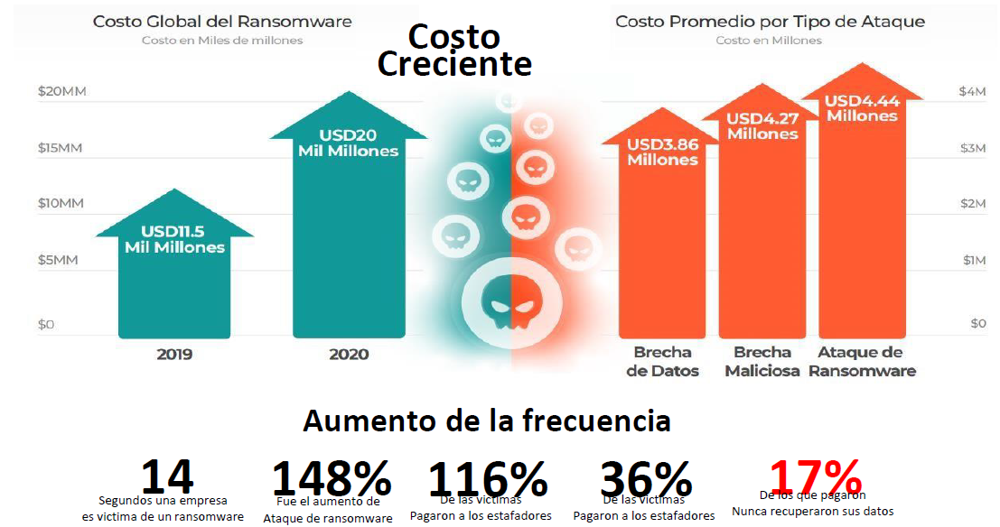 Costo Global del Ransomware
Costo en Miles de millones
$20MM
$15MM
$10MM
$5MM
$0
USD11.5
Mil Millones
USD20
Mil Millones
2019
2020
Costo
Creciente
Costo Promedio por Tipo de Ataque
Costo en Millones
$4M
$3M
$2M
$1M
$0
USD3.86
Millones
USD4.27
Millones
USD4.44
Millones
Brecha
de Datos
Brecha
Maliciosa
Ataque de
Ransomware
Aumento de la frecuencia
14
Segundos una empresa
es victima de un ransomware
148%
Fue el aumento de
Ataque de ransomware
116%
De las victimas
Pagaron a los estafadores
36%
De las victimas
Pagaron a los estafadores
17%
De los que pagaron
Nunca recuperaron sus datos